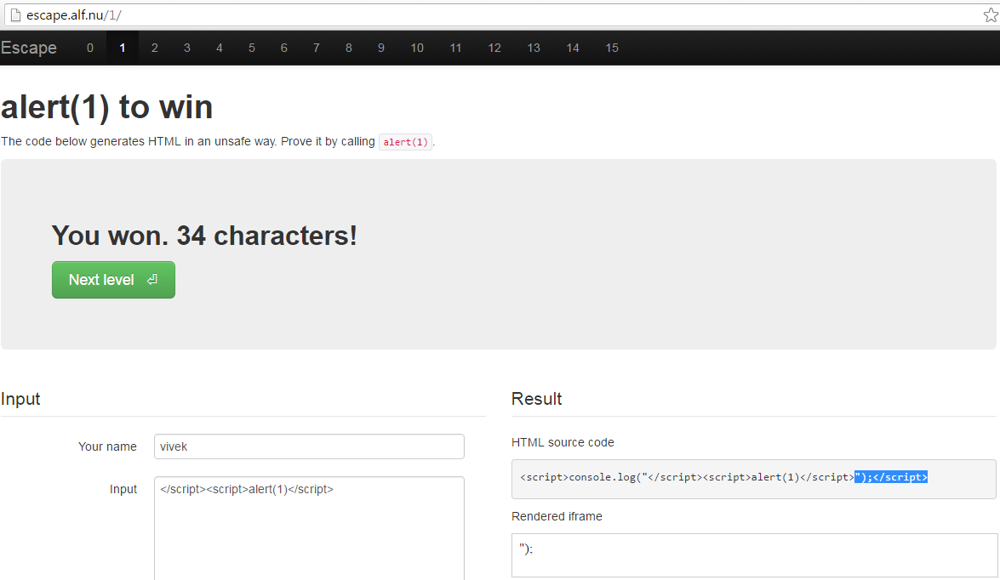 escape.alf.nu/1/
Escape 0 1 2 3 4 5 6 7 8 9 10 11 12 13 14 15
alert(1) to win
The code below generates HTML in an unsafe way. Prove it by calling alert(1).
You won. 34 characters!
Next level ⏎
Input
Your name vivek
Input </script><script>alert(1)</script>
Result
HTML source code
<script>console.log("</script><script>alert(1)</script>");</script>
Rendered iframe
");